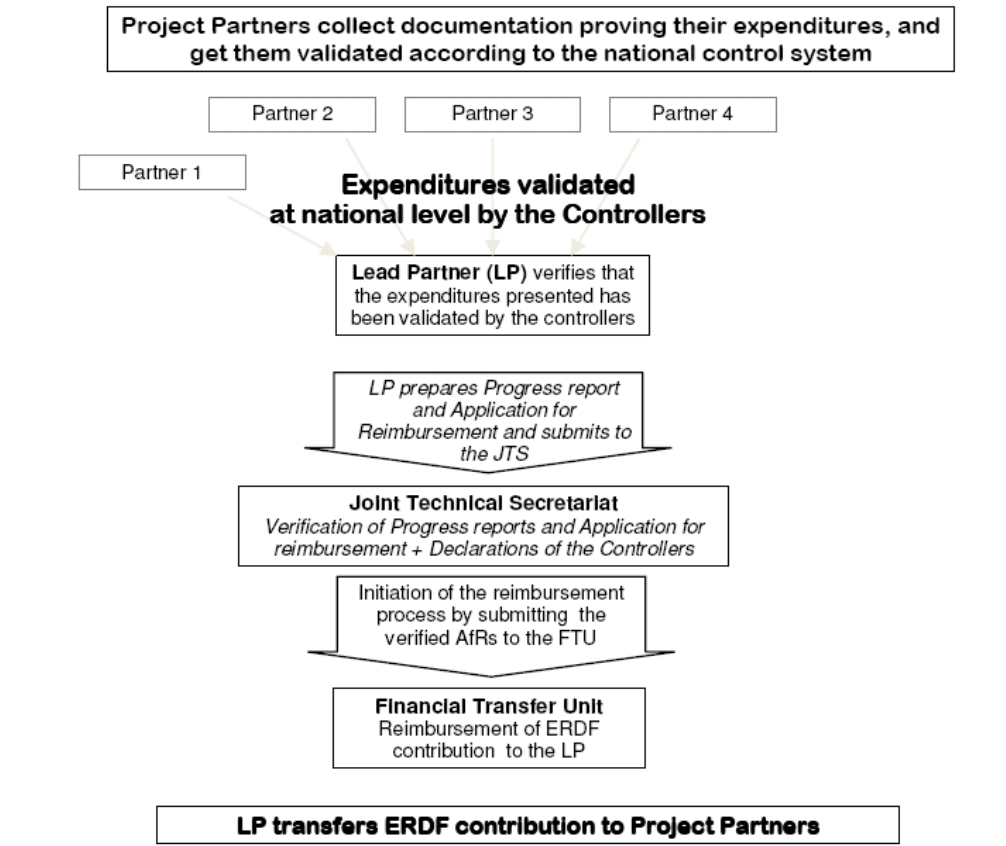 Project Partners collect documentation proving their expenditures, and
get them validated according to the national control system
Partner 2
Partner 3
Partner 4
Partner 1
Expenditures validated
at national level by the Controllers
Lead Partner (LP) verifies that
the expenditures presented has
been validated by the controllers
LP prepares Progress report
and Application for
Reimbursement and submits to
the JTS
Joint Technical Secretariat
Verification of Progress reports and Application for
reimbursement + Declarations of the Controllers
Initiation of the reimbursement
process by submitting the
verified AfRs to the FTU
Financial Transfer Unit
Reimbursement of ERDF
contribution to the LP
LP transfers ERDF contribution to Project Partners